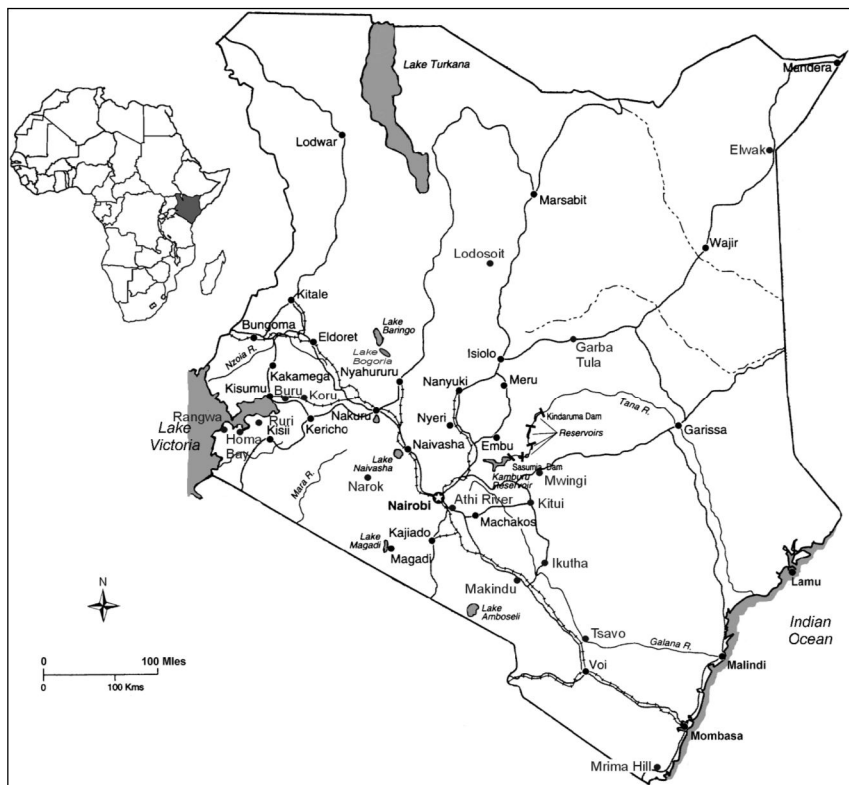 Lake Turkana
Mandera
Lodwar
Elwak
Marsabit
Wajir
Lodosoit
Kitale
Bungoma
Eldoret
Lake
Baringo
Lake
Bogoria
Nzoia R.
Isiolo
Garba
Tula
Kakamega
Nyahururu
Nanyuki
Meru
Kisumu
Buru
Koru
Kindaruma Dam
Tana R.
Lake
Victoria
Rangwa
Ruri
Nakuru
Nyeri
Reservoirs
Garissa
Homa
Bay
Kisii
Kericho
Naivasha
Embu
Lake
Naivasha
Sasumia Dam
Kamburu
Reservoir
Mwingi
Mara R.
Narok
Nairobi
Athi River
Kitui
Machakos
Lake
Magadi
Kajiado
Magadi
Ikutha
Makindu
Lamu
N
Lake
Amboseli
Indian
Ocean
Tsavo
Galana R.
0 100 Miles
0 100 Kms
Voi
Malindi
Mombasa
Mrima Hill